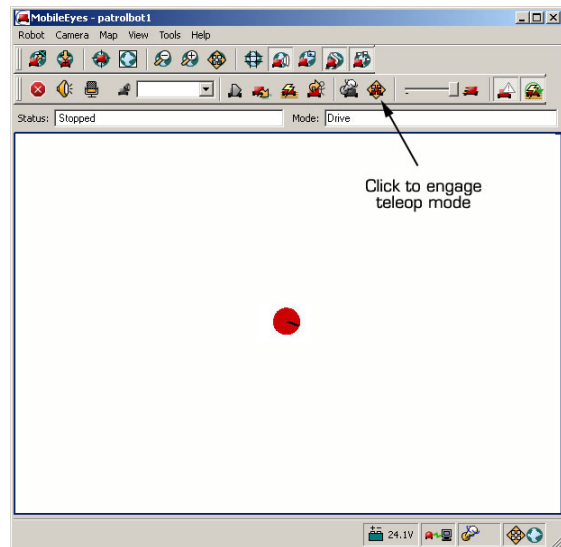 MobileEyes - patrolbot1
Robot Camera Map View Tools Help
Status: Stopped Mode: Drive
Click to engage
teleop mode
24.1V